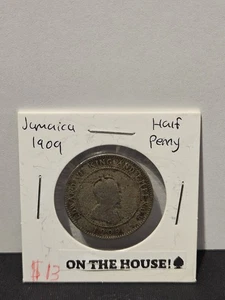 Jamaica
1909
Half
Penny
$13
ON THE HOUSE!